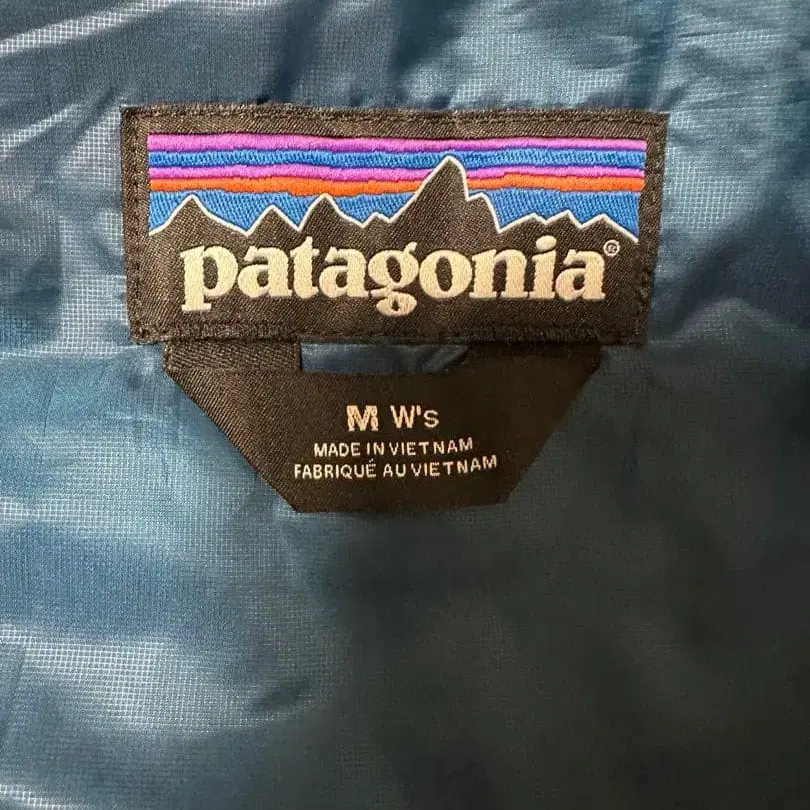 patagonia®
M W's
MADE IN VIETNAM
FABRIQUÉ AU VIETNAM